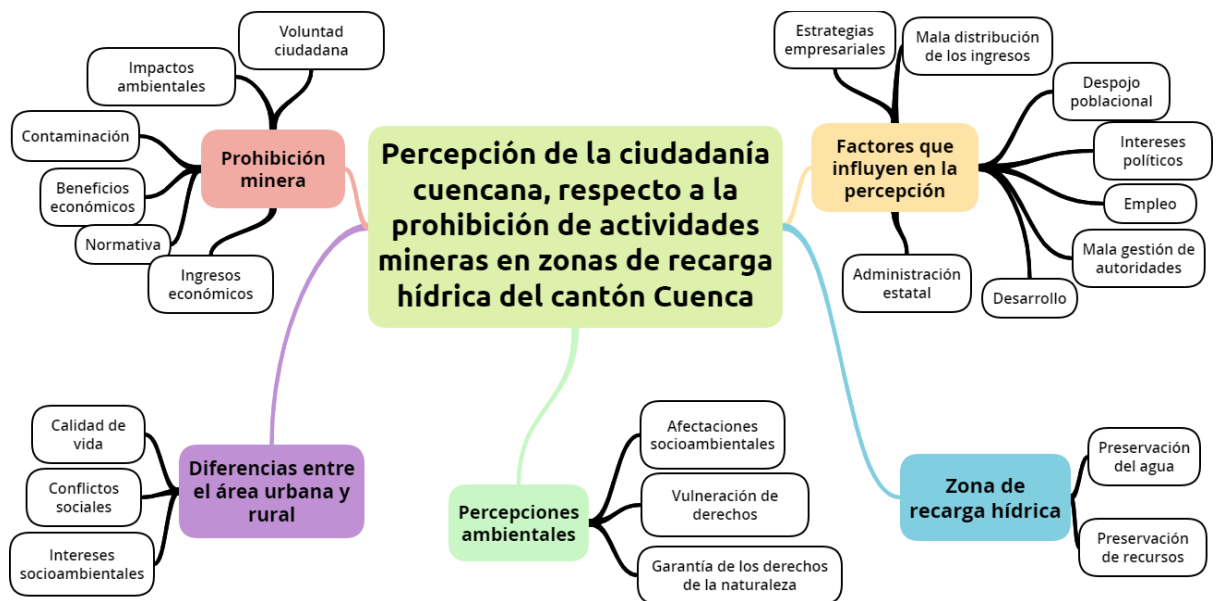 Voluntad
ciudadana
Impactos
ambientales
Contaminación
Beneficios
económicos
Normativa
Ingresos
económicos
Prohibición
minera
Percepción de la ciudadanía
cuencana, respecto a la
prohibición de actividades
mineras en zonas de recarga
hídrica del cantón Cuenca
Estrategias
empresariales
Mala distribución
de los ingresos
Despojo
poblacional
Intereses
políticos
Empleo
Mala gestión de
autoridades
Desarrollo
Administración
estatal
Factores que
influyen en la
percepción
Calidad de
vida
Conflictos
sociales
Intereses
socioambientales
Diferencias entre
el área urbana y
rural
Percepciones
ambientales
Afectaciones
socioambientales
Vulneración de
derechos
Garantía de los derechos
de la naturaleza
Zona de
recarga hídrica
Preservación
del agua
Preservación
de recursos